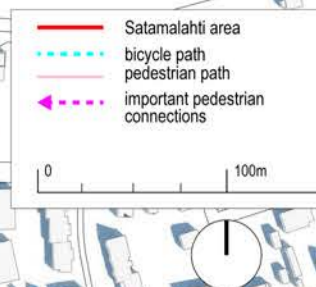 Satamalahti area
bicycle path
pedestrian path
important pedestrian
connections
0 100m